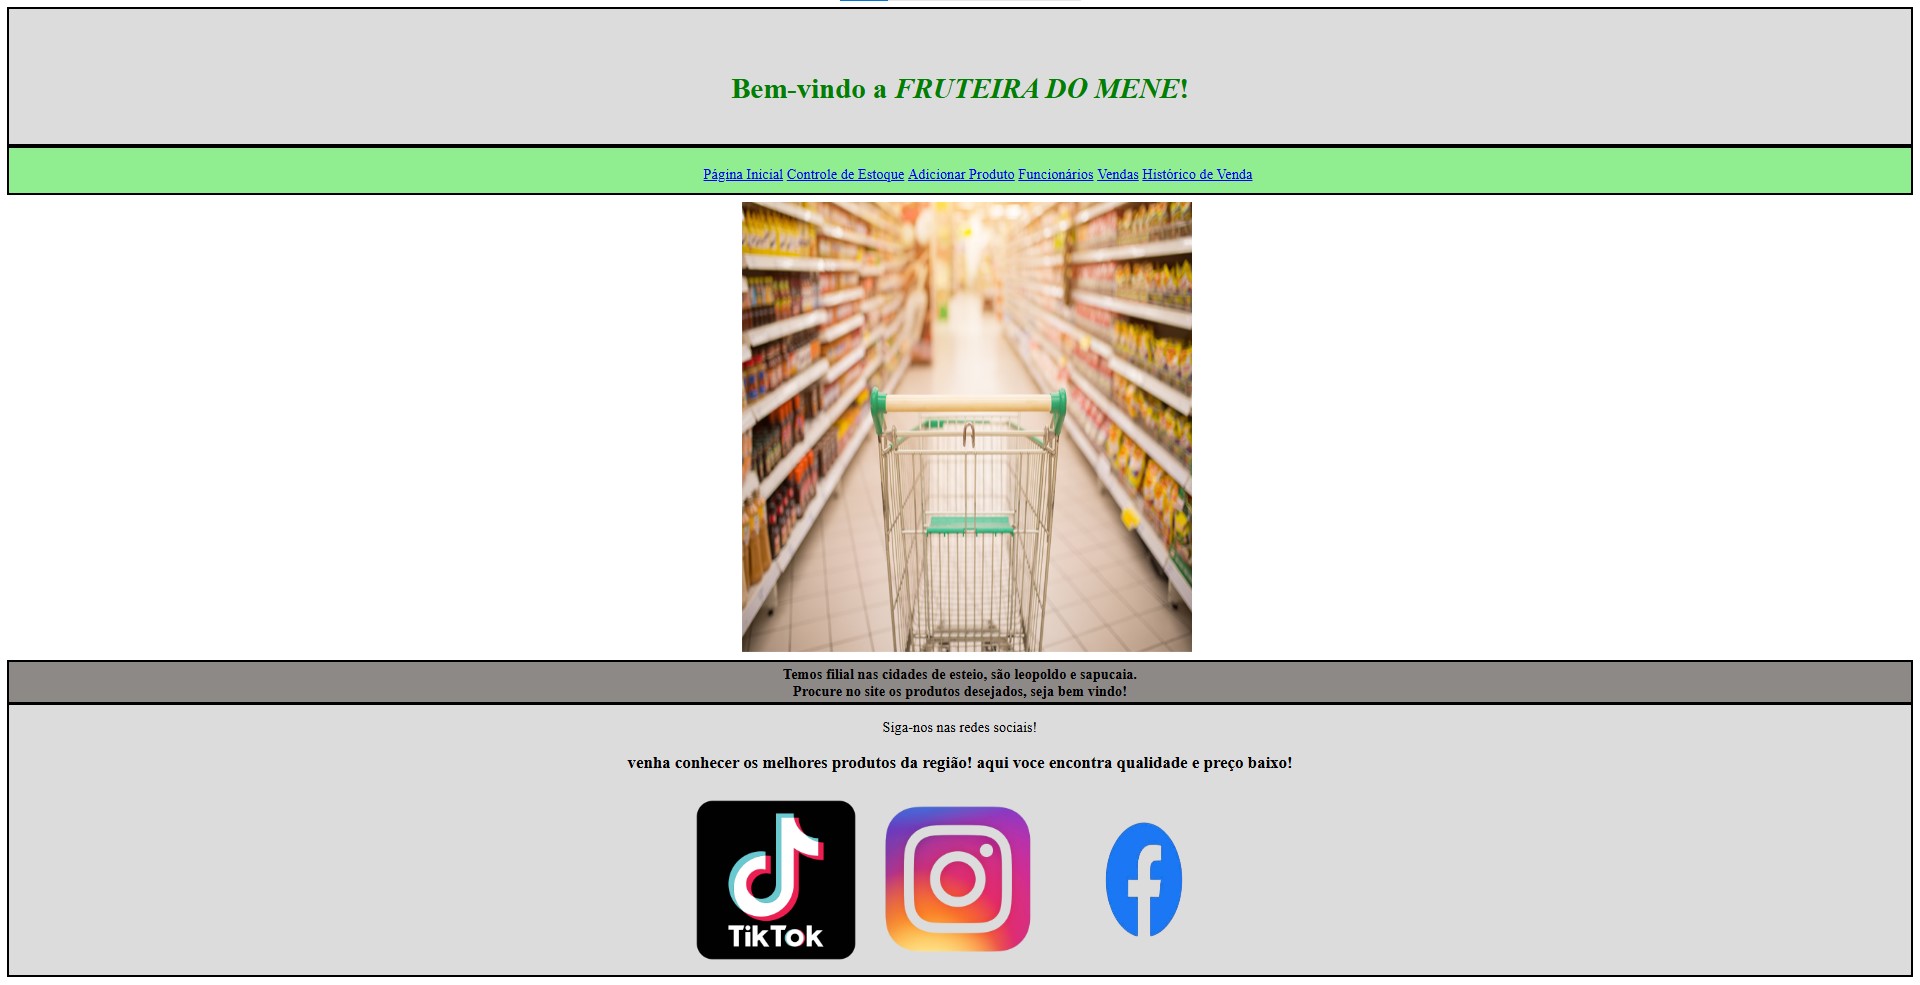 Bem-vindo a FRUTEIRA DO MENE!
Página Inicial Controle de Estoque Adicionar Produto Funcionários Vendas Histórico de Venda
Temos filial nas cidades de esteio, são leopoldo e sapucaia.
Procure no site os produtos desejados, seja bem vindo!
Siga-nos nas redes sociais!
venha conhecer os melhores produtos da região! aqui voce encontra qualidade e preço baixo!
TikTok